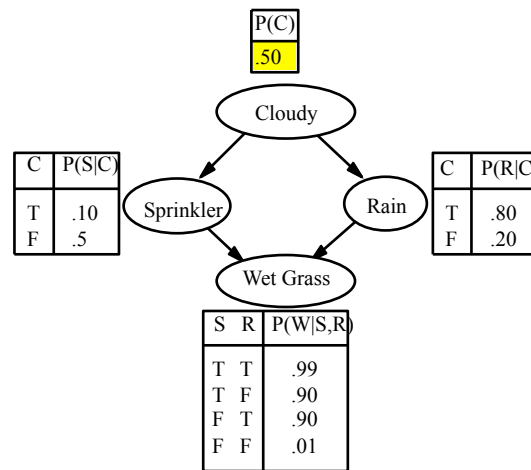 P(C)
.50
Cloudy
C P(S|C)
T .10
F .5
Sprinkler
Rain
C P(R|C
T .80
F .20
Wet Grass
S R P(W|S,R)
T T .99
T F .90
F T .90
F F .01